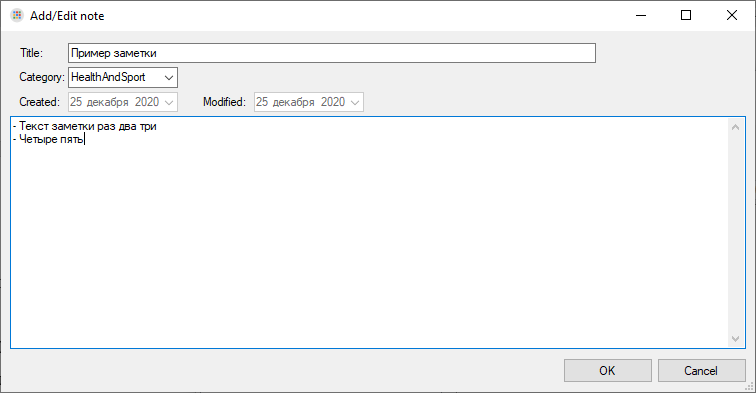 Add/Edit note
Title: Пример заметки
Category: HealthAndSport
Created: 25 декабря 2020 Modified: 25 декабря 2020
- Текст заметки раз два три
- Четыре пять
OK Cancel